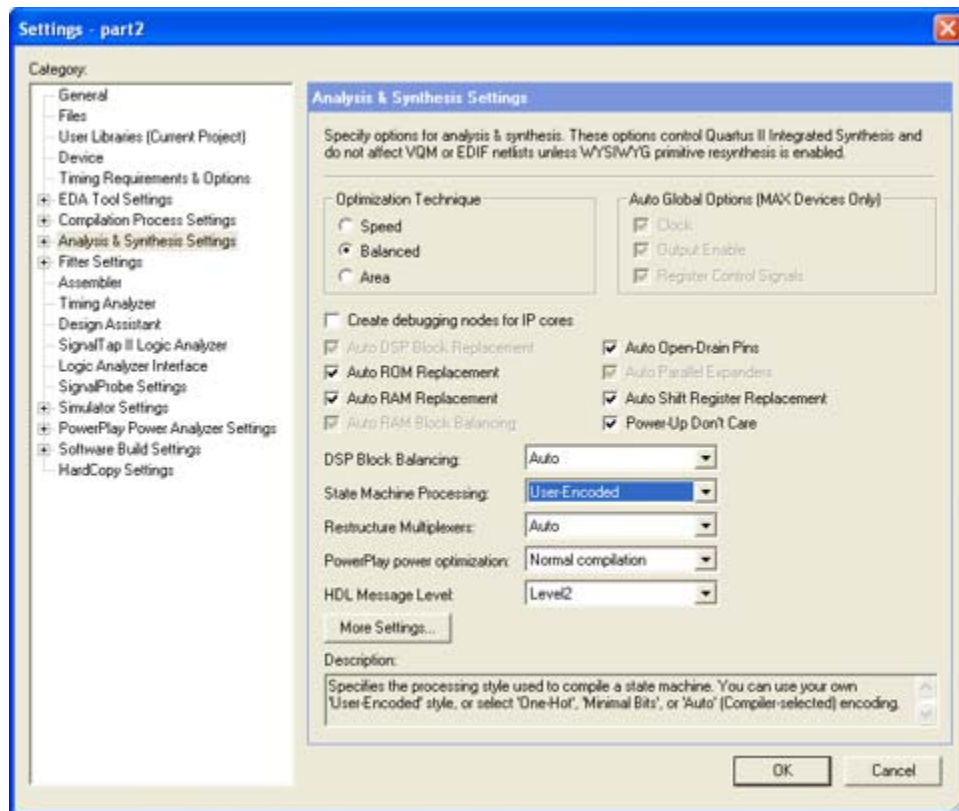 Settings - part2
Category:
General
Files
User Libraries (Current Project)
Device
Timing Requirements & Options
EDA Tool Settings
Compilation Process Settings
Analysis & Synthesis Settings
Fitter Settings
Assembler
Timing Analyzer
Design Assistant
SignalTap II Logic Analyzer
Logic Analyzer Interface
SignalProbe Settings
Simulator Settings
PowerPlay Power Analyzer Settings
Software Build Settings
HardCopy Settings
Analysis & Synthesis Settings
Specify options for analysis & synthesis. These options control Quartus II Integrated Synthesis and
do not affect VQM or EDIF netlists unless WYSIWYG primitive resynthesis is enabled.
Optimization Technique
Speed
Balanced
Area
Auto Global Options (MAX Devices Only)
Clock
Output Enable
Register Control Signals
Create debugging nodes for IP cores
Auto DSP Block Replacement
Auto ROM Replacement
Auto RAM Replacement
Auto RAM Block Balancing
Auto Open-Drain Pins
Auto Parallel Expanders
Auto Shift Register Replacement
Power-Up Don't Care
DSP Block Balancing: Auto
State Machine Processing: User-Encoded
Restructure Multiplexers: Auto
PowerPlay power optimization: Normal compilation
HDL Message Level: Level2
More Settings...
Description:
Specifies the processing style used to compile a state machine. You can use your own
'User-Encoded' style, or select 'One-Hot', 'Minimal Bits', or 'Auto' (Compiler-selected) encoding.
OK
Cancel